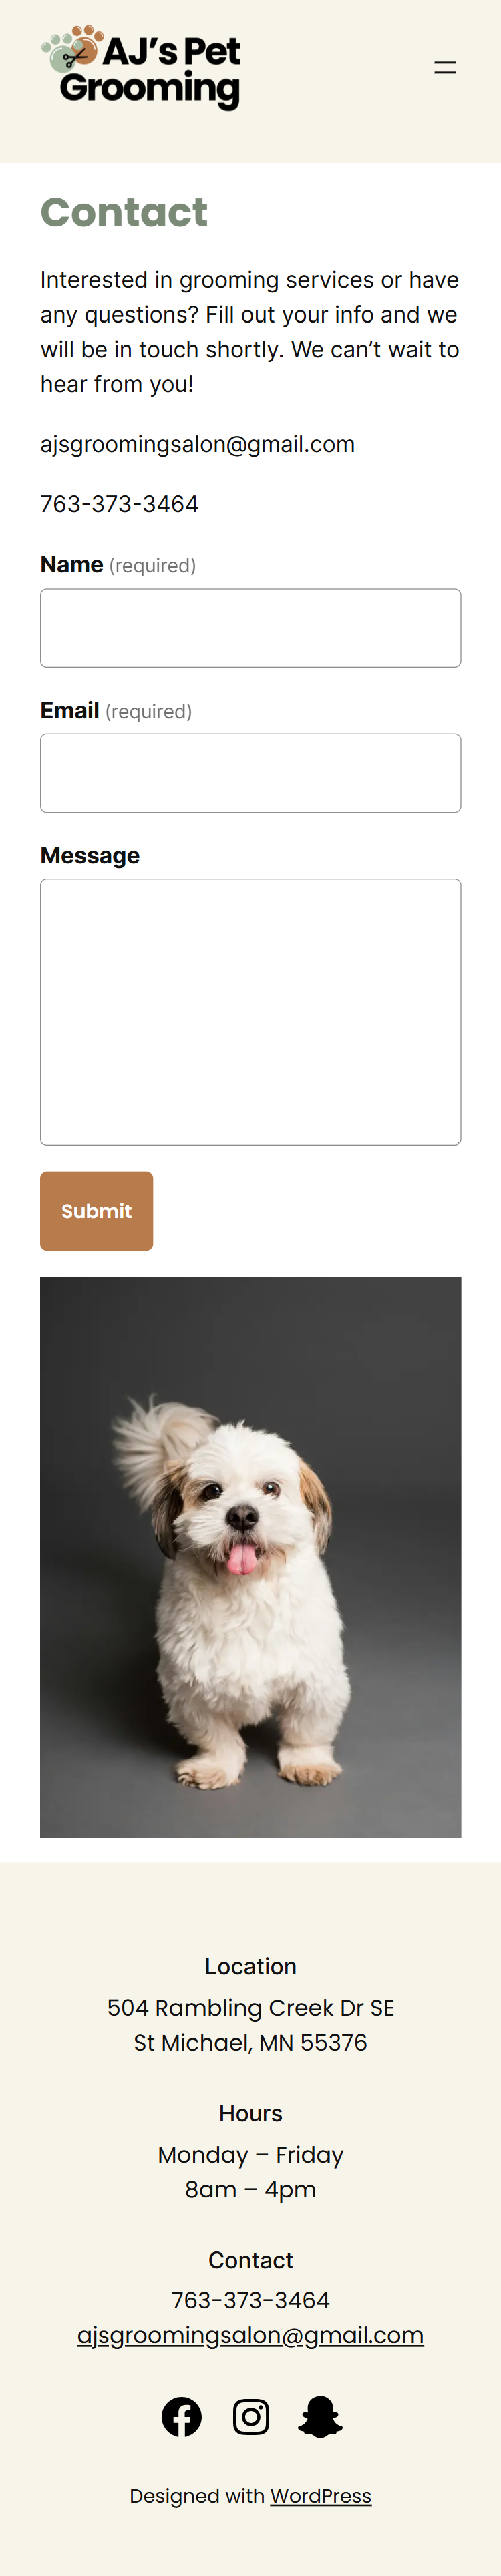 AJ’s Pet
Grooming
Contact
Interested in grooming services or have
any questions? Fill out your info and we
will be in touch shortly. We can’t wait to
hear from you!
ajsgroomingsalon@gmail.com
763-373-3464
Name (required)
Email (required)
Message
Submit
Location
504 Rambling Creek Dr SE
St Michael, MN 55376
Hours
Monday – Friday
8am – 4pm
Contact
763-373-3464
ajsgroomingsalon@gmail.com
Designed with WordPress